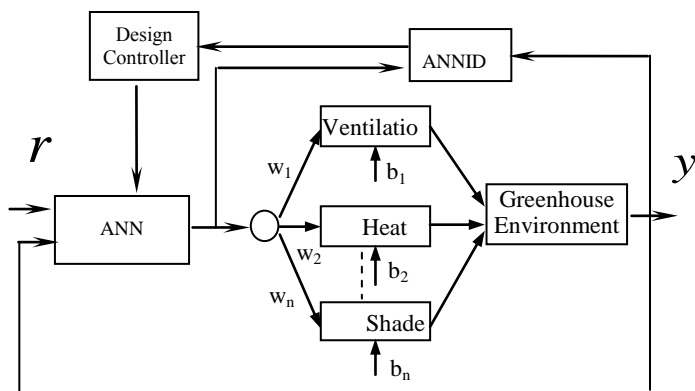 Design
Controller
ANNID
r
Ventilatio
y
w1
b1
ANN
Greenhouse
Environment
Heat
w2
b2
wn
Shade
bn